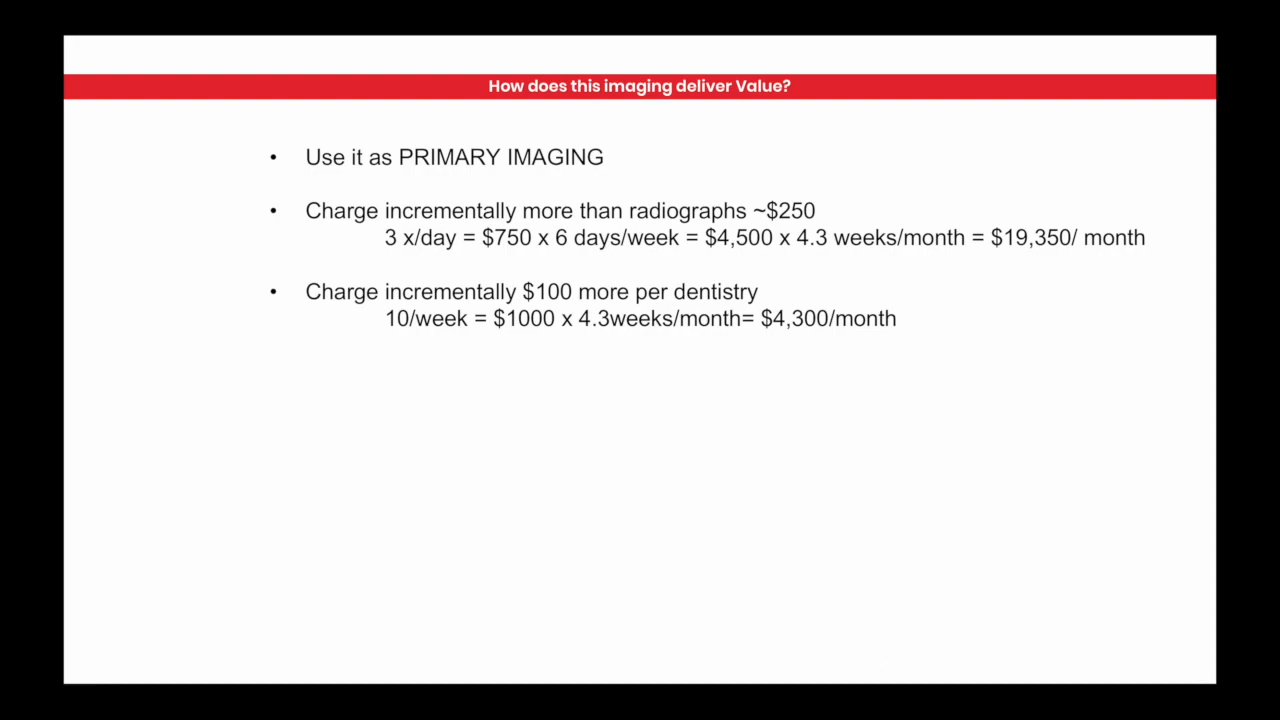 How does this imaging deliver Value?
• Use it as PRIMARY IMAGING
• Charge incrementally more than radiographs ~$250
3 x/day = $750 x 6 days/week = $4,500 x 4.3 weeks/month = $19,350/ month
• Charge incrementally $100 more per dentistry
10/week = $1000 x 4.3weeks/month= $4,300/month